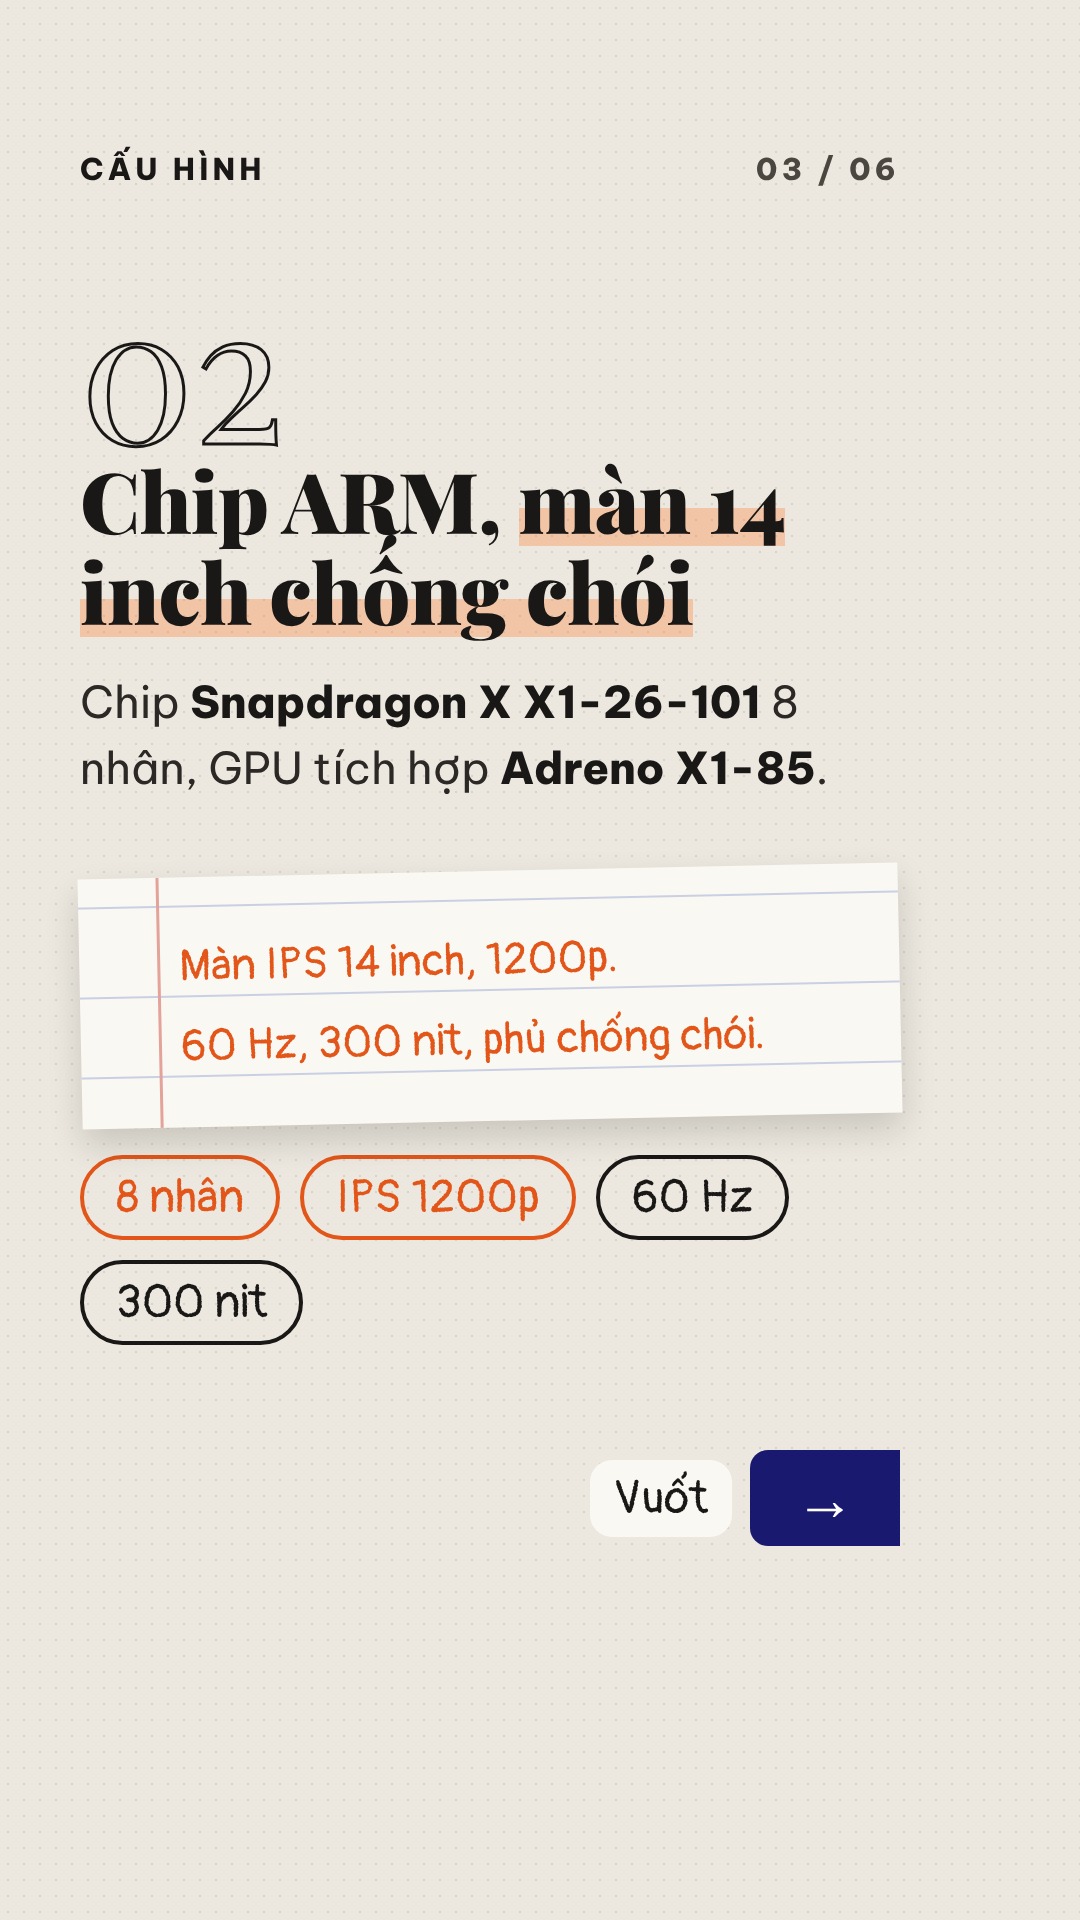 CẤU HÌNH
03 / 06
02
Chip ARM, màn 14
inch chống chói
Chip Snapdragon X X1-26-101 8
nhân, GPU tích hợp Adreno X1-85.
Màn IPS 14 inch, 1200p.
60 Hz, 300 nit, phủ chống chói.
8 nhân
IPS 1200p
60 Hz
300 nit
Vuốt →